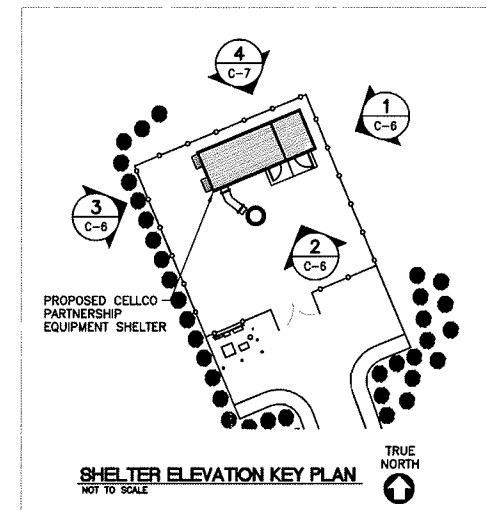 4
C-7
1
C-6
3
C-6
2
C-6
PROPOSED CELLCO
PARTNERSHIP
EQUIPMENT SHELTER
SHELTER ELEVATION KEY PLAN
NOT TO SCALE
TRUE
NORTH